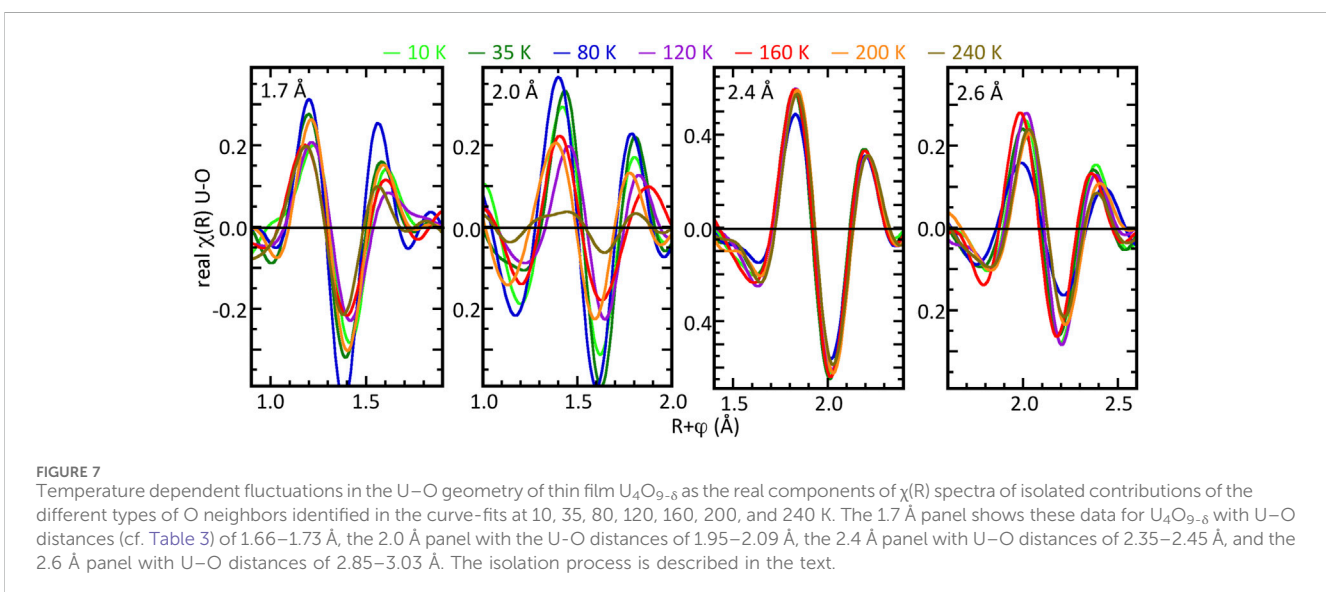 — 10 K — 35 K — 80 K — 120 K — 160 K — 200 K — 240 K
1.7 Å 2.0 Å 2.4 Å 2.6 Å
real χ(R) U-O
0.2 0.2 0.4 0.2
0.0 0.0 0.0 0.0
-0.2 0.2 0.4 0.2
1.0 1.5 1.0 1.5 2.0 1.5 2.0 2.0 2.5
R+φ (Å)
FIGURE 7
Temperature dependent fluctuations in the U–O geometry of thin film U₄O₉₋δ as the real components of χ(R) spectra of isolated contributions of the
different types of O neighbors identified in the curve-fits at 10, 35, 80, 120, 160, 200, and 240 K. The 1.7 Å panel shows these data for U₄O₉₋δ with U–O
distances (cf. Table 3) of 1.66–1.73 Å, the 2.0 Å panel with the U-O distances of 1.95–2.09 Å, the 2.4 Å panel with U–O distances of 2.35–2.45 Å, and the
2.6 Å panel with U–O distances of 2.85–3.03 Å. The isolation process is described in the text.